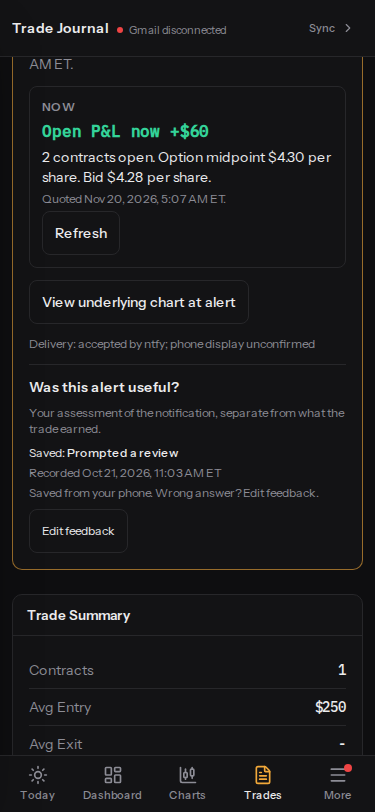 Trade Journal
Gmail disconnected
Sync
AM ET.
NOW
Open P&L now +$60
2 contracts open. Option midpoint $4.30 per
share. Bid $4.28 per share.
Quoted Nov 20, 2026, 5:07 AM ET.
Refresh
View underlying chart at alert
Delivery: accepted by ntfy; phone display unconfirmed
Was this alert useful?
Your assessment of the notification, separate from what the
trade earned.
Saved: Prompted a review
Recorded Oct 21, 2026, 11:03 AM ET
Saved from your phone. Wrong answer? Edit feedback.
Edit feedback
Trade Summary
Contracts
1
Avg Entry
$250
Avg Exit
-
Today
Dashboard
Charts
Trades
More